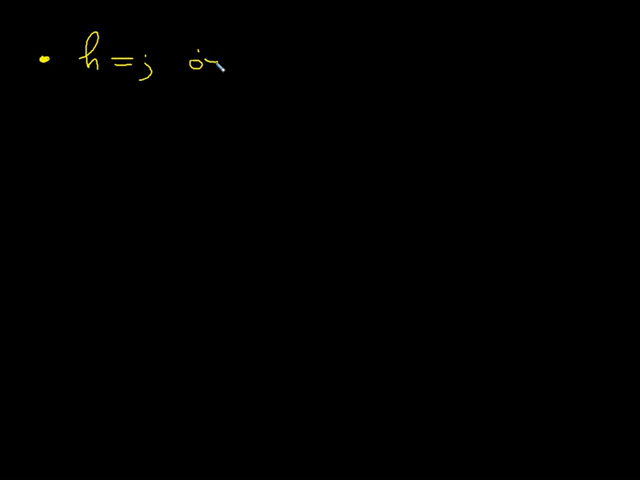 • h = j